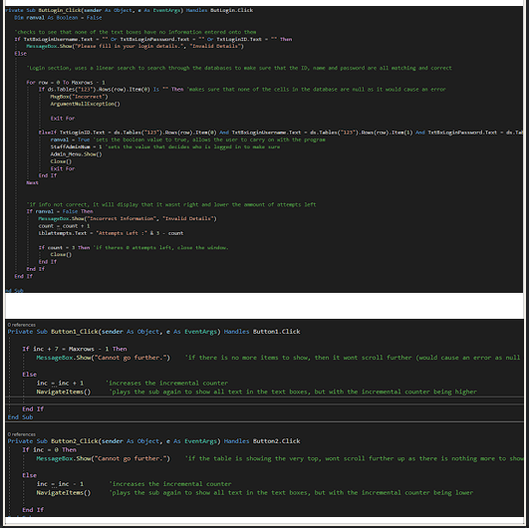 Private Sub ButLogin_Click(sender As Object, e As EventArgs) Handles ButLogin.Click
Dim ranval As Boolean = False
'checks to see that none of the text boxes have no information entered onto them
If TxtBxLoginUsername.Text = "" Or TxtBxLoginPassword.Text = "" Or TxtLoginID.Text = "" Then
MessageBox.Show("Please fill in your login details.", "Invalid Details")
Else
'Login section, uses a linear search to search through the databases to make sure that the ID, name and password are all matching and correct
For row = 0 To Maxrows - 1
If ds.Tables("123").Rows(row).Item(0) Is "" Then 'makes sure that none of the cells in the database are null as it would cause an error
MsgBox("Incorrect")
ArgumentNullException()
Exit For
ElseIf TxtLoginID.Text = ds.Tables("123").Rows(row).Item(0) And TxtBxLoginUsername.Text = ds.Tables("123").Rows(row).Item(1) And TxtBxLoginPassword.Text = ds.Tab
ranval = True 'sets the boolean value to true, allows the user to carry on with the program
StaffAdminNum = 1 'sets the value that decides who is logged in to make sure
Admin_Menu.Show()
Close()
Exit For
End If
Next
'If info not correct, it will display that it wasnt right and lower the ammount of attempts left
If ranval = False Then
MessageBox.Show("Incorrect Information", "Invalid Details")
count = count + 1
Lblattempts.Text = "Attempts Left :" & 3 - count
If count = 3 Then 'if theres 0 attempts left, close the window.
Close()
End If
End If
End If
End Sub
0 references
Private Sub Button1_Click(sender As Object, e As EventArgs) Handles Button1.Click
If inc + 7 = Maxrows - 1 Then
MessageBox.Show("Cannot go further.") 'if there is no more items to show, then it wont scroll further (would cause an error as null
Else
inc = inc + 1 'increases the incremental counter
NavigateItems() 'plays the sub again to show all text in the text boxes, but with the incremental counter being higher
End If
End Sub
0 references
Private Sub Button2_Click(sender As Object, e As EventArgs) Handles Button2.Click
If inc = 0 Then
MessageBox.Show("Cannot go further.") 'if the table is showing the very top, wont scroll further up as there is nothing more to show
Else
inc = inc - 1 'increases the incremental counter
NavigateItems() 'plays the sub again to show all text in the text boxes, but with the incremental counter being lower
End If